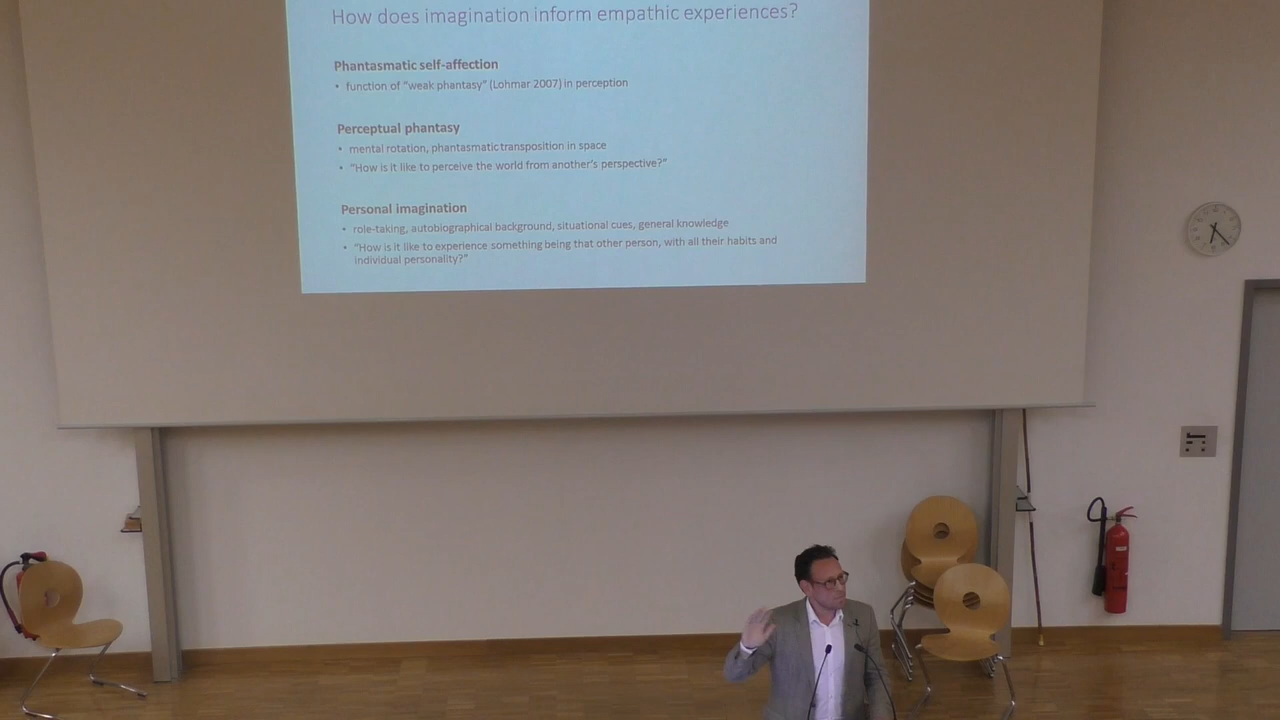 How does imagination inform empathic experiences?
Phantasmatic self-affection
• function of "weak phantasy" (Lohmar 2007) in perception
Perceptual phantasy
• mental rotation, phantasmatic transposition in space
• "How is it like to perceive the world from another's perspective?"
Personal imagination
• role-taking, autobiographical background, situational cues, general knowledge
• "How is it like to experience something being that other person, with all their habits and
individual personality?"